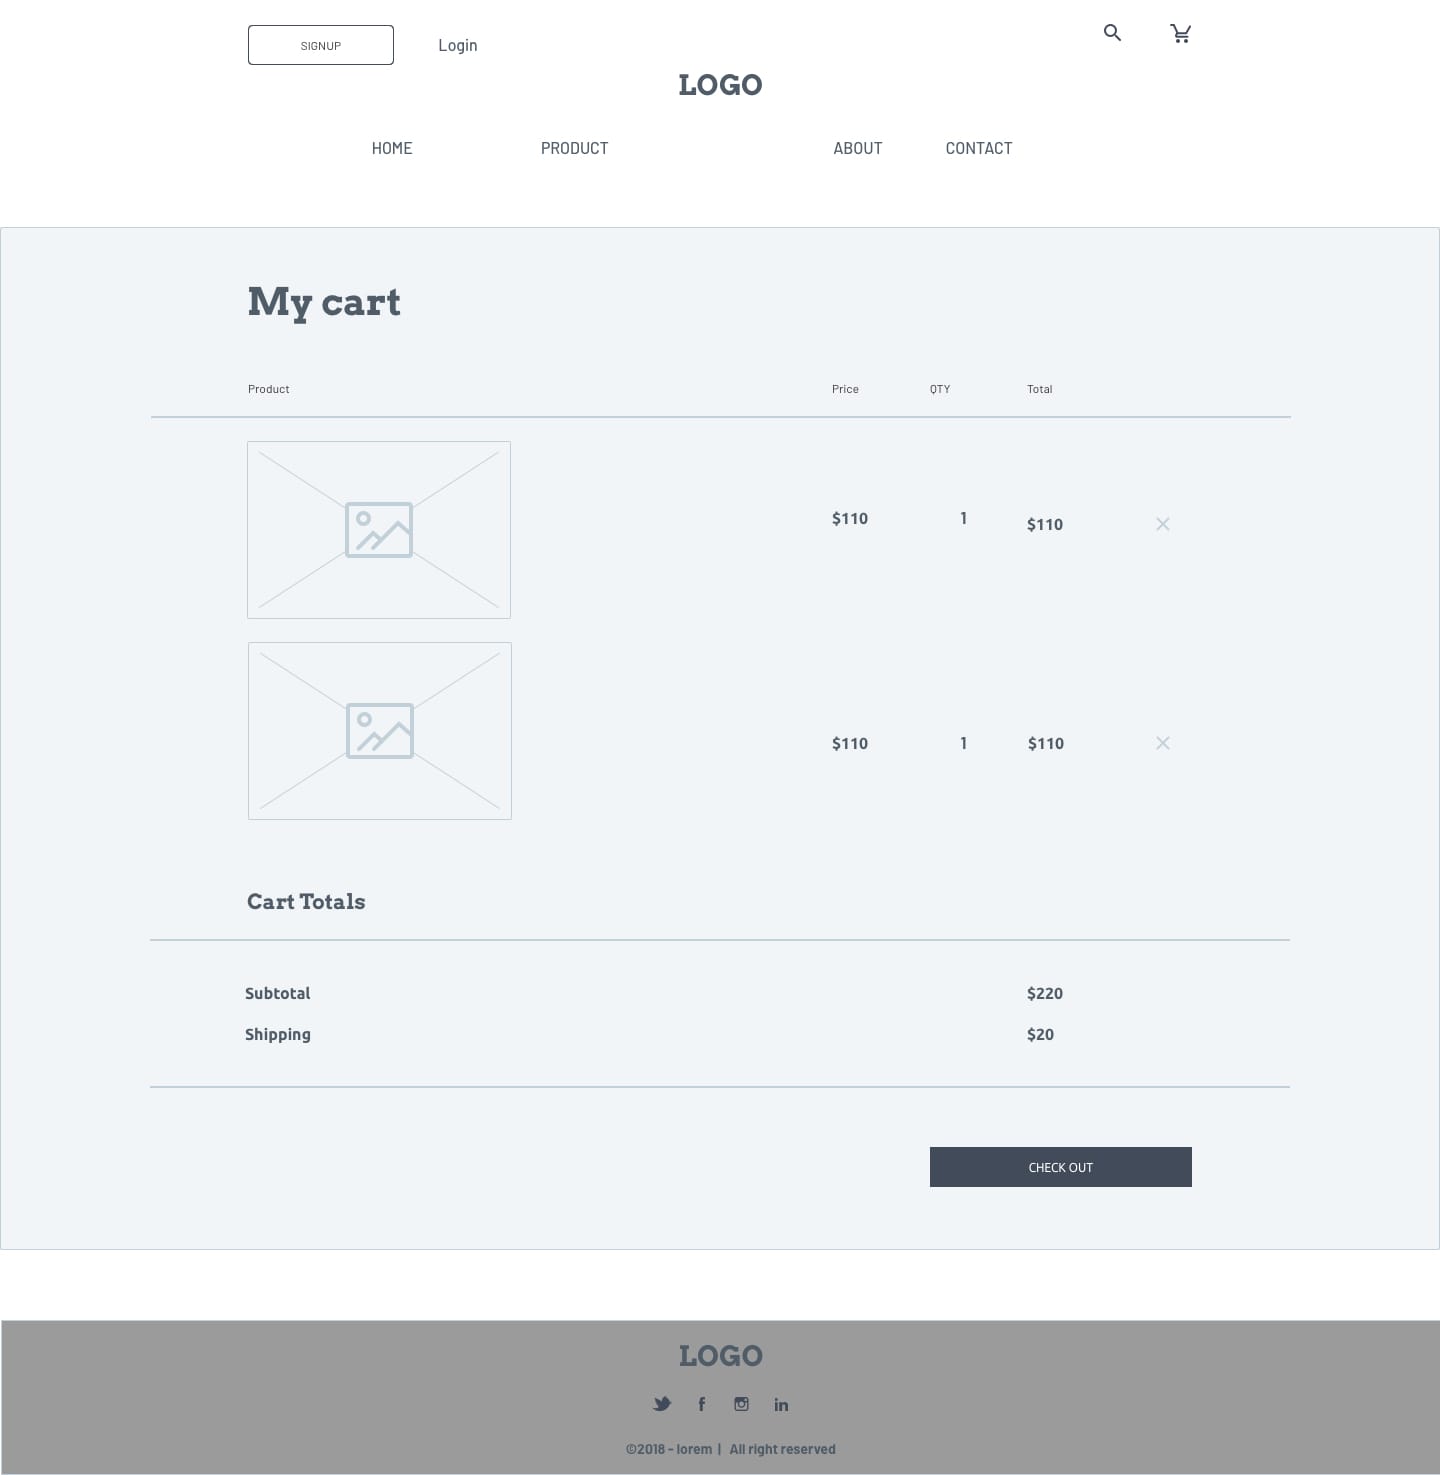 SIGNUP
Login
LOGO
HOME
PRODUCT
ABOUT
CONTACT
My cart
Product
Price
QTY
Total
$110
1
$110
$110
1
$110
Cart Totals
Subtotal
$220
Shipping
$20
CHECK OUT
LOGO
©2018 - lorem | All right reserved